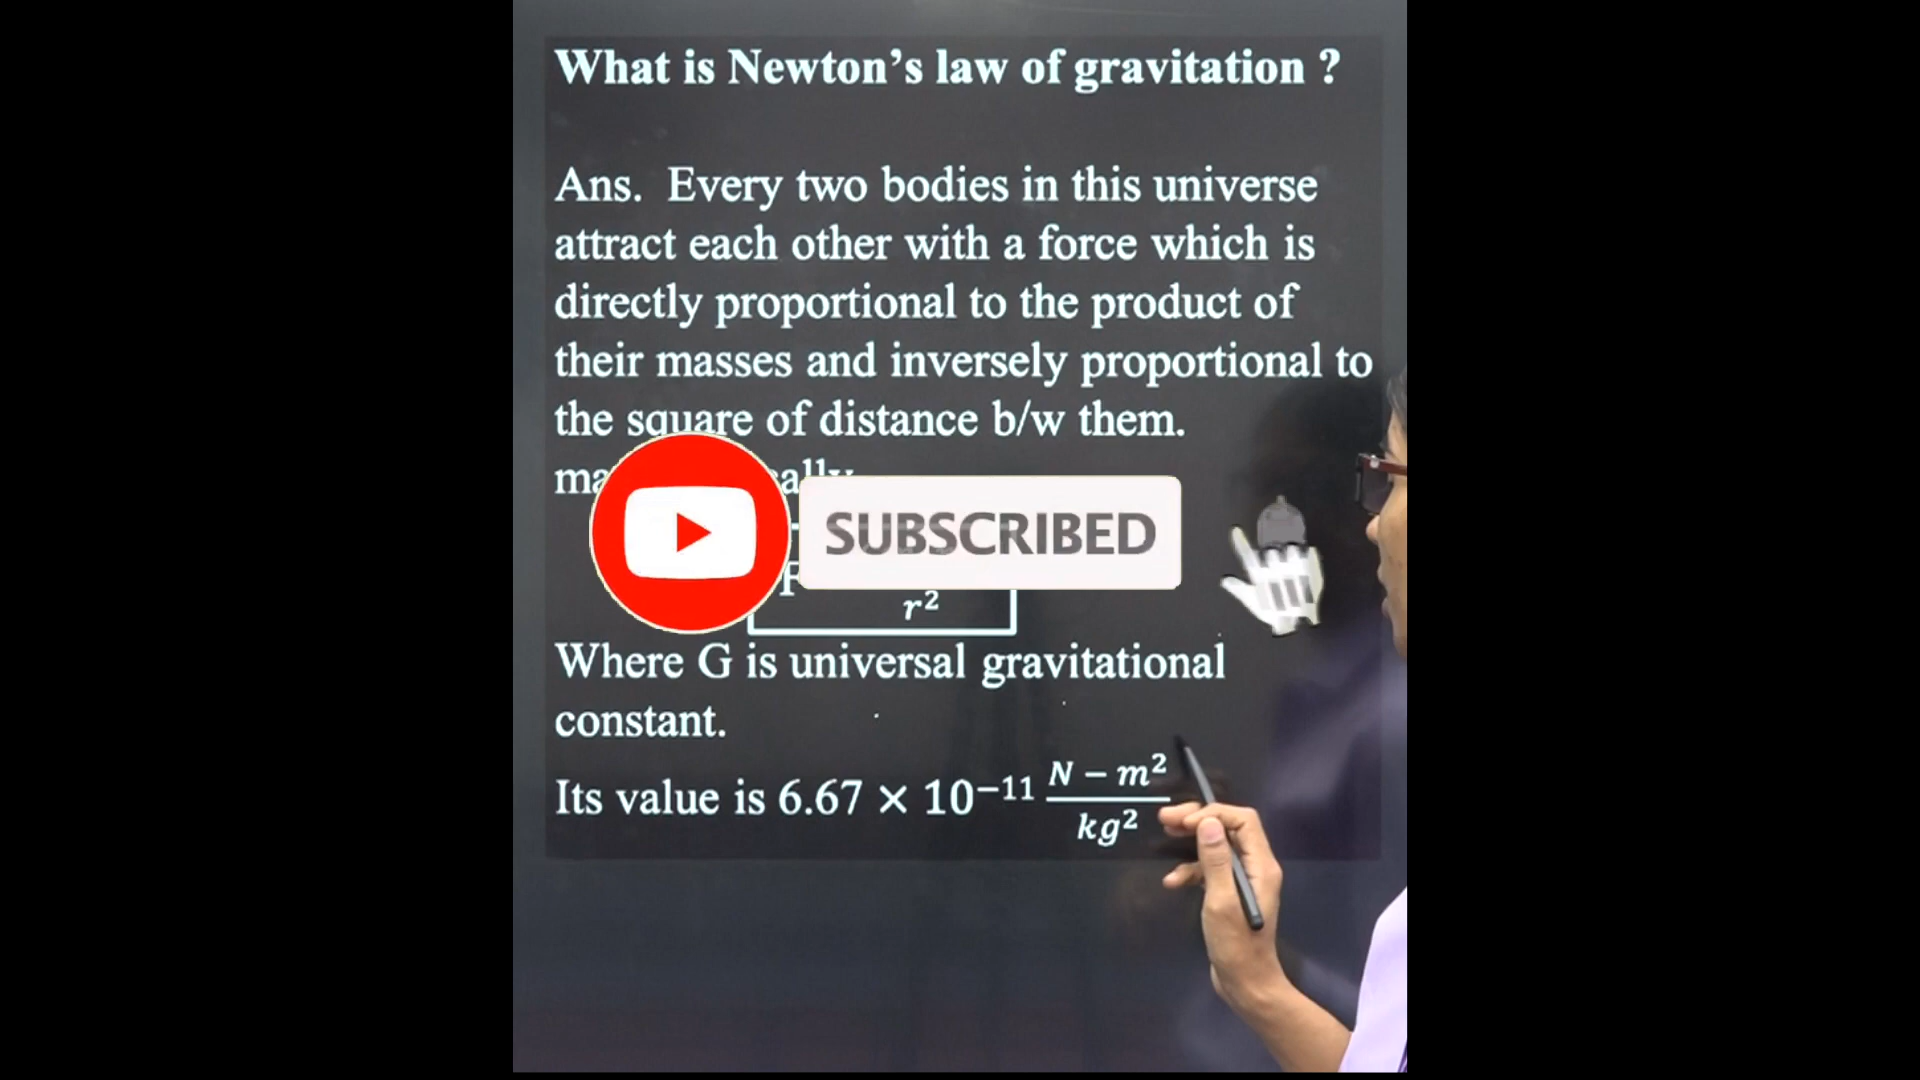 What is Newton’s law of gravitation ?
Ans. Every two bodies in this universe
attract each other with a force which is
directly proportional to the product of
their masses and inversely proportional to
the square of distance b/w them.
SUBSCRIBED
F
r²
Where G is universal gravitational
constant.
Its value is 6.67 × 10⁻¹¹ N – m² / kg²